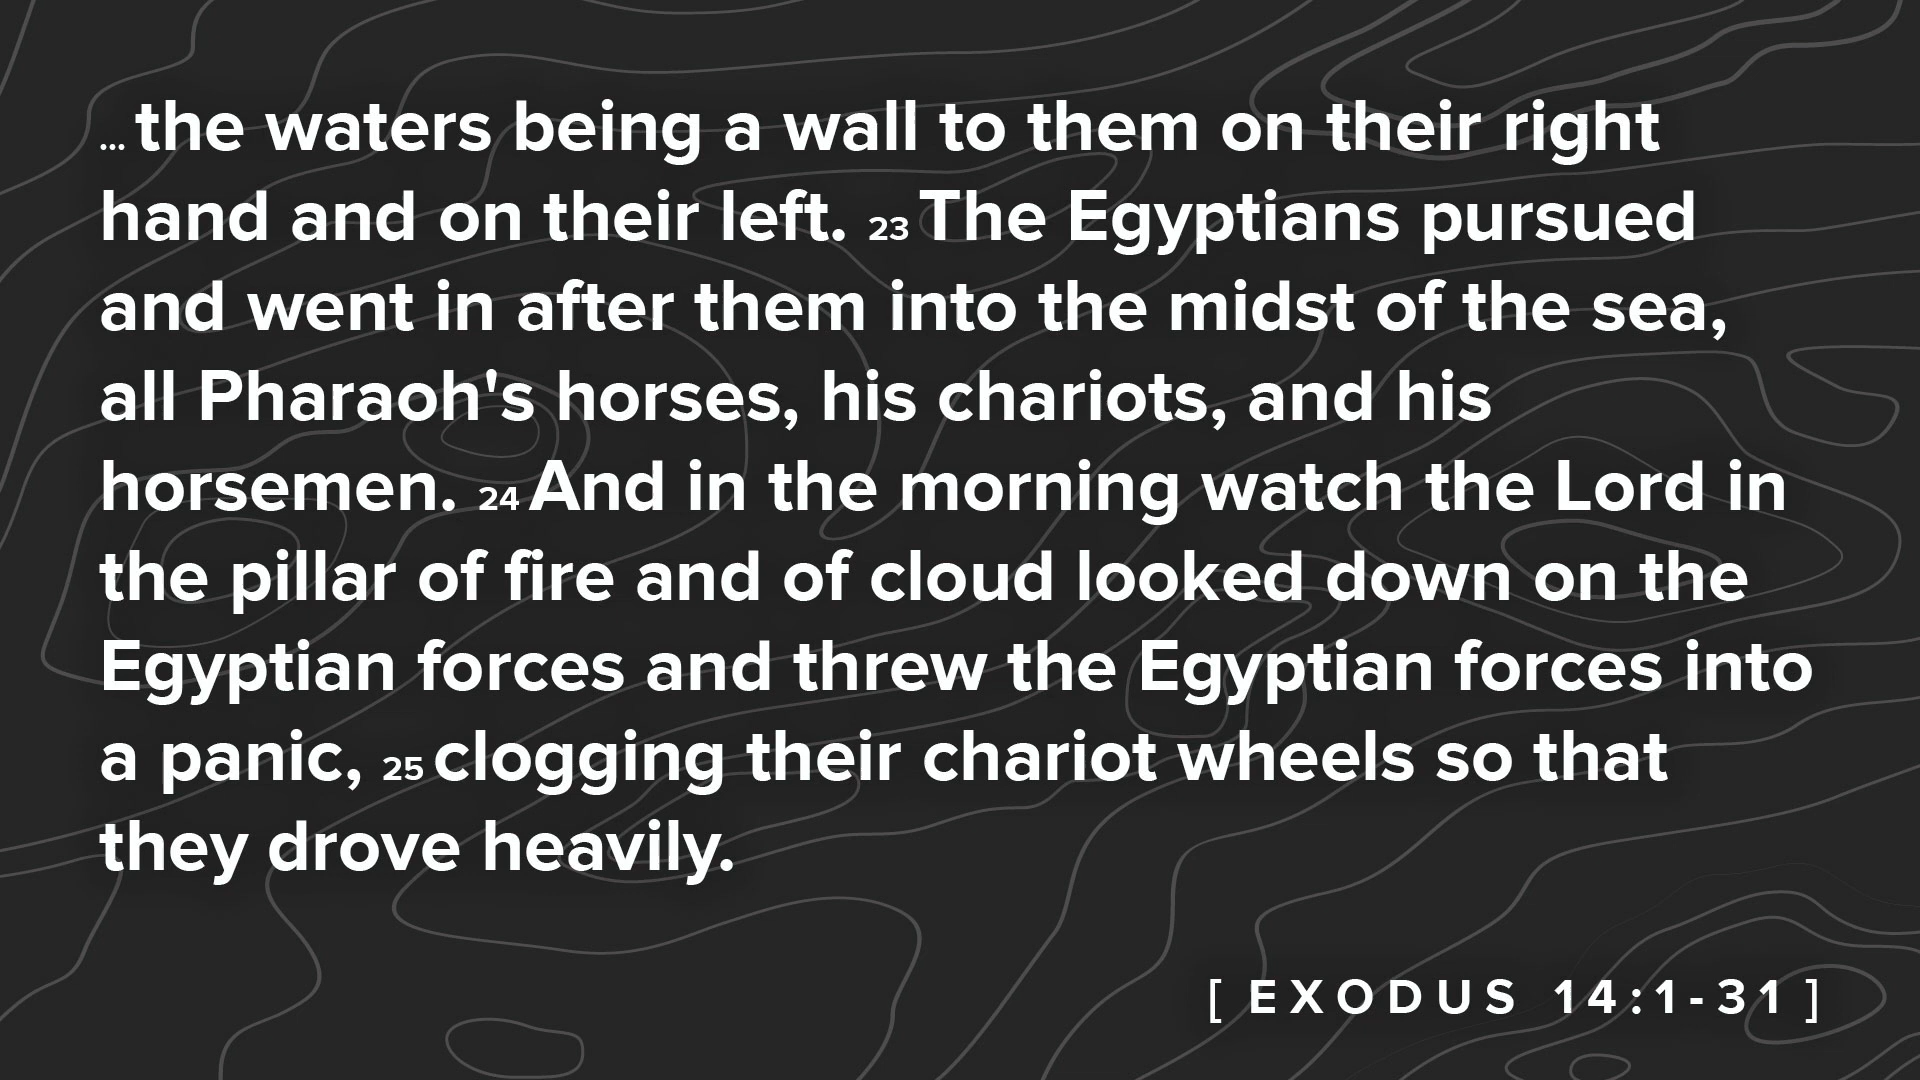 ... the waters being a wall to them on their right
hand and on their left. 23 The Egyptians pursued
and went in after them into the midst of the sea,
all Pharaoh's horses, his chariots, and his
horsemen. 24 And in the morning watch the Lord in
the pillar of fire and of cloud looked down on the
Egyptian forces and threw the Egyptian forces into
a panic, 25 clogging their chariot wheels so that
they drove heavily.
[ EXODUS 14:1-31 ]